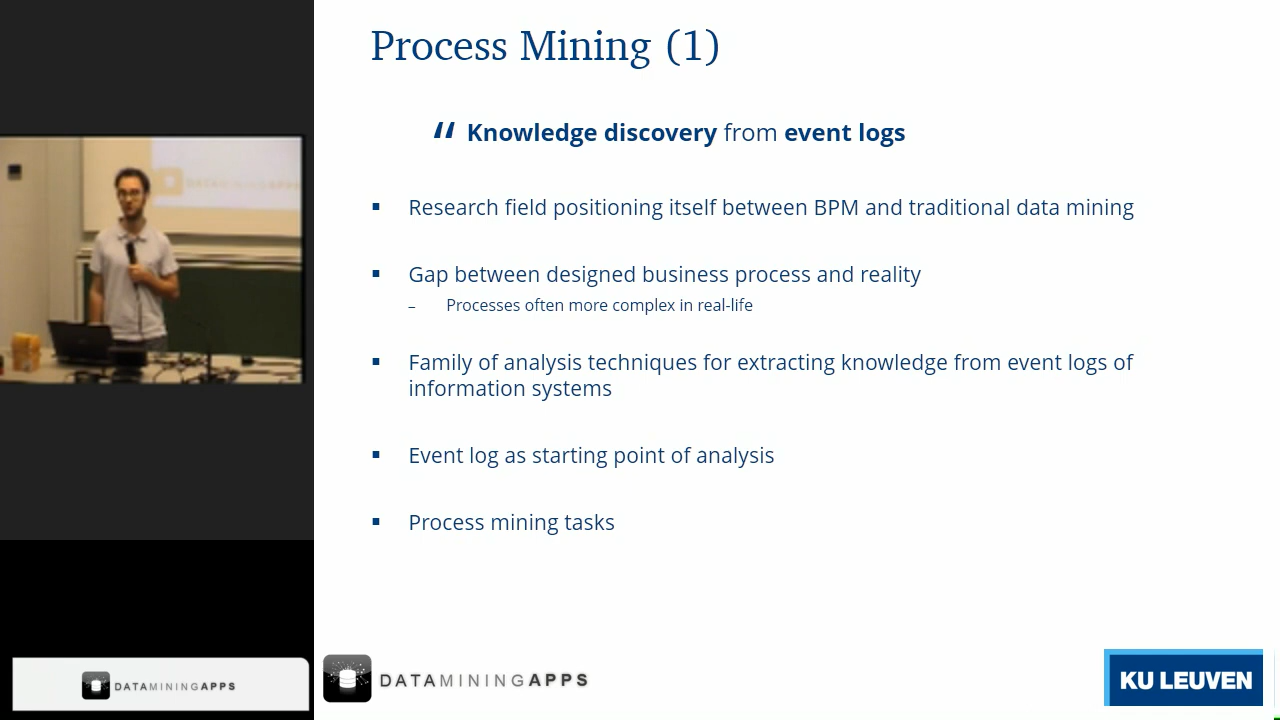 Process Mining (1)
“ Knowledge discovery from event logs
▪ Research field positioning itself between BPM and traditional data mining
▪ Gap between designed business process and reality
– Processes often more complex in real-life
▪ Family of analysis techniques for extracting knowledge from event logs of
information systems
▪ Event log as starting point of analysis
▪ Process mining tasks
DATAMININGAPPS
DATAMININGAPPS
KU LEUVEN